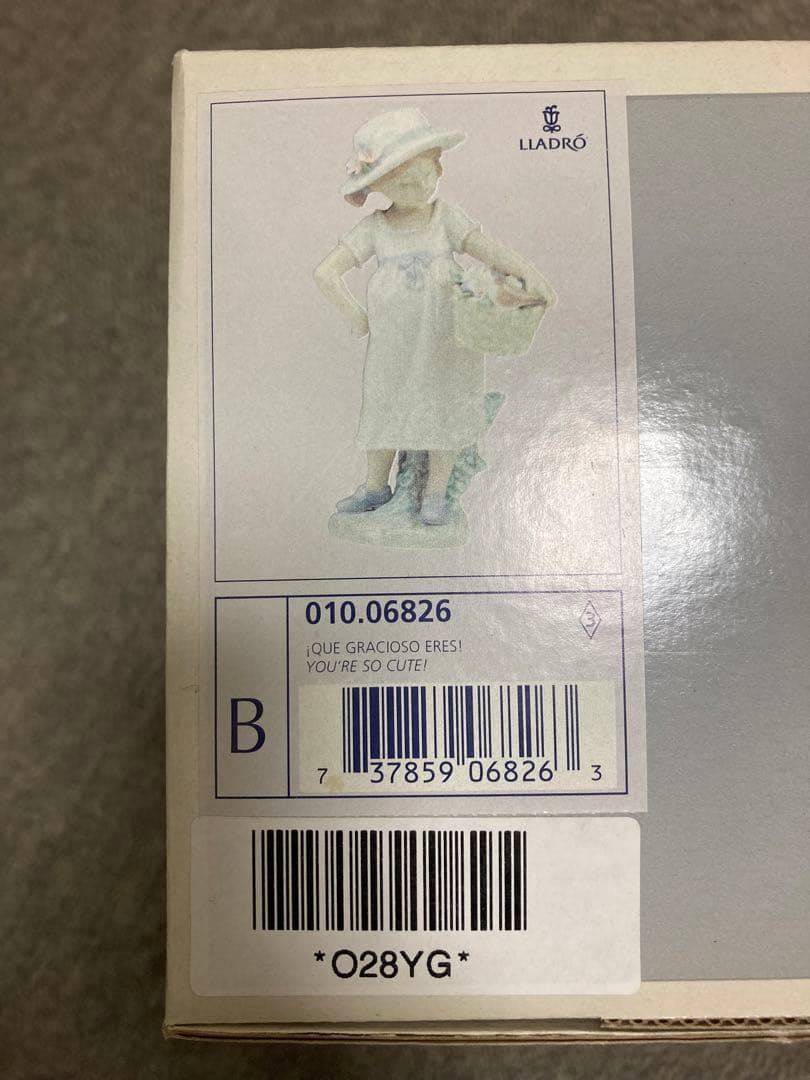 LLADRÓ
010.06826
3
¡QUE GRACIOSO ERES!
YOU'RE SO CUTE!
B
7 37859 06826 3
*O28YG*